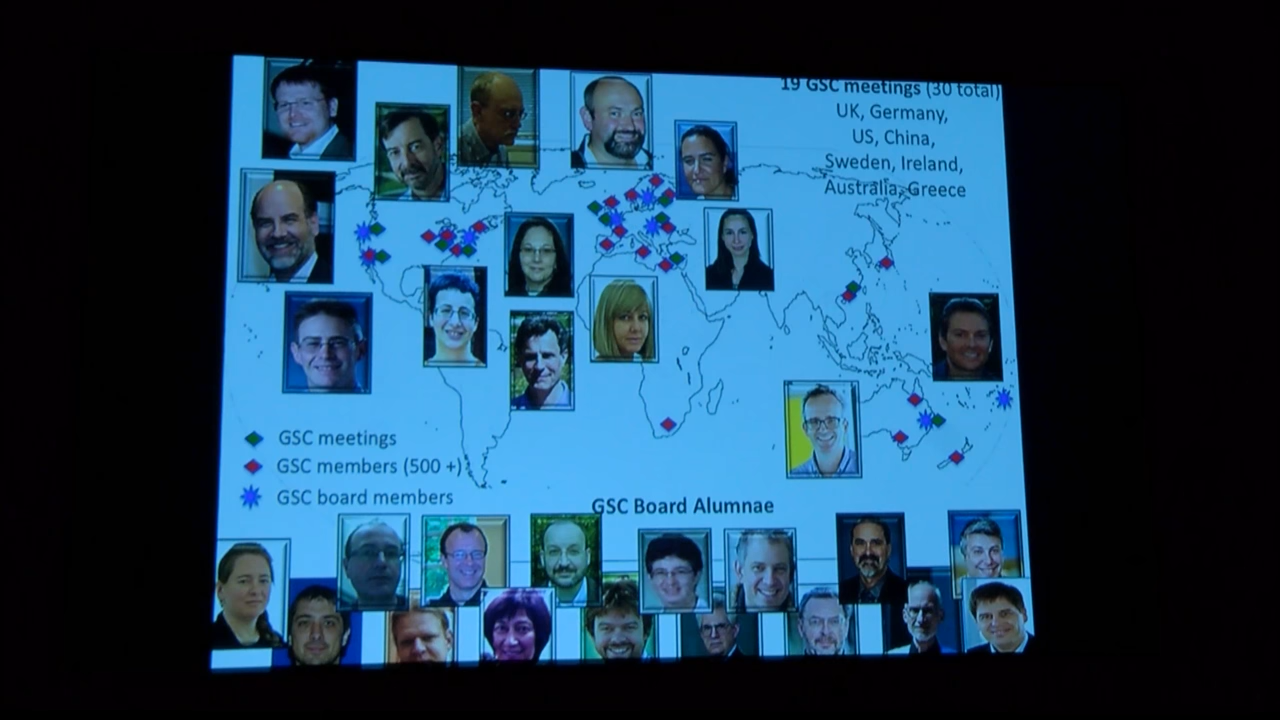 19 GSC meetings (30 total)
UK, Germany,
US, China,
Sweden, Ireland,
Australia, Greece
GSC meetings
GSC members (500 +)
GSC board members
GSC Board Alumnae